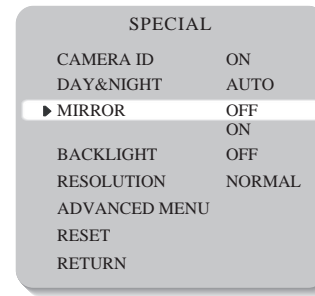 SPECIAL
CAMERA ID ON
DAY&NIGHT AUTO
MIRROR OFF
ON
BACKLIGHT OFF
RESOLUTION NORMAL
ADVANCED MENU
RESET
RETURN